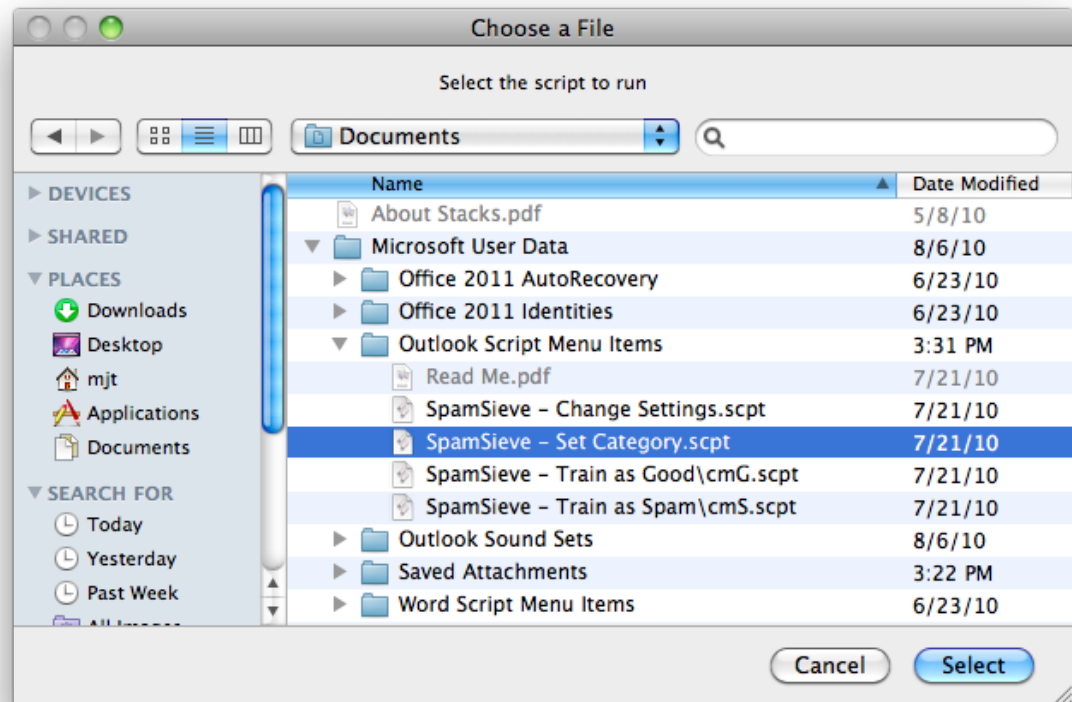 Choose a File
Select the script to run
Documents
DEVICES
SHARED
PLACES
Downloads
Desktop
mjt
Applications
Documents
SEARCH FOR
Today
Yesterday
Past Week
All Images
Name Date Modified
About Stacks.pdf 5/8/10
Microsoft User Data 8/6/10
Office 2011 AutoRecovery 6/23/10
Office 2011 Identities 6/23/10
Outlook Script Menu Items 3:31 PM
Read Me.pdf 7/21/10
SpamSieve – Change Settings.scpt 7/21/10
SpamSieve – Set Category.scpt 7/21/10
SpamSieve – Train as Good\cmG.scpt 7/21/10
SpamSieve – Train as Spam\cmS.scpt 7/21/10
Outlook Sound Sets 8/6/10
Saved Attachments 3:22 PM
Word Script Menu Items 6/23/10
Cancel Select